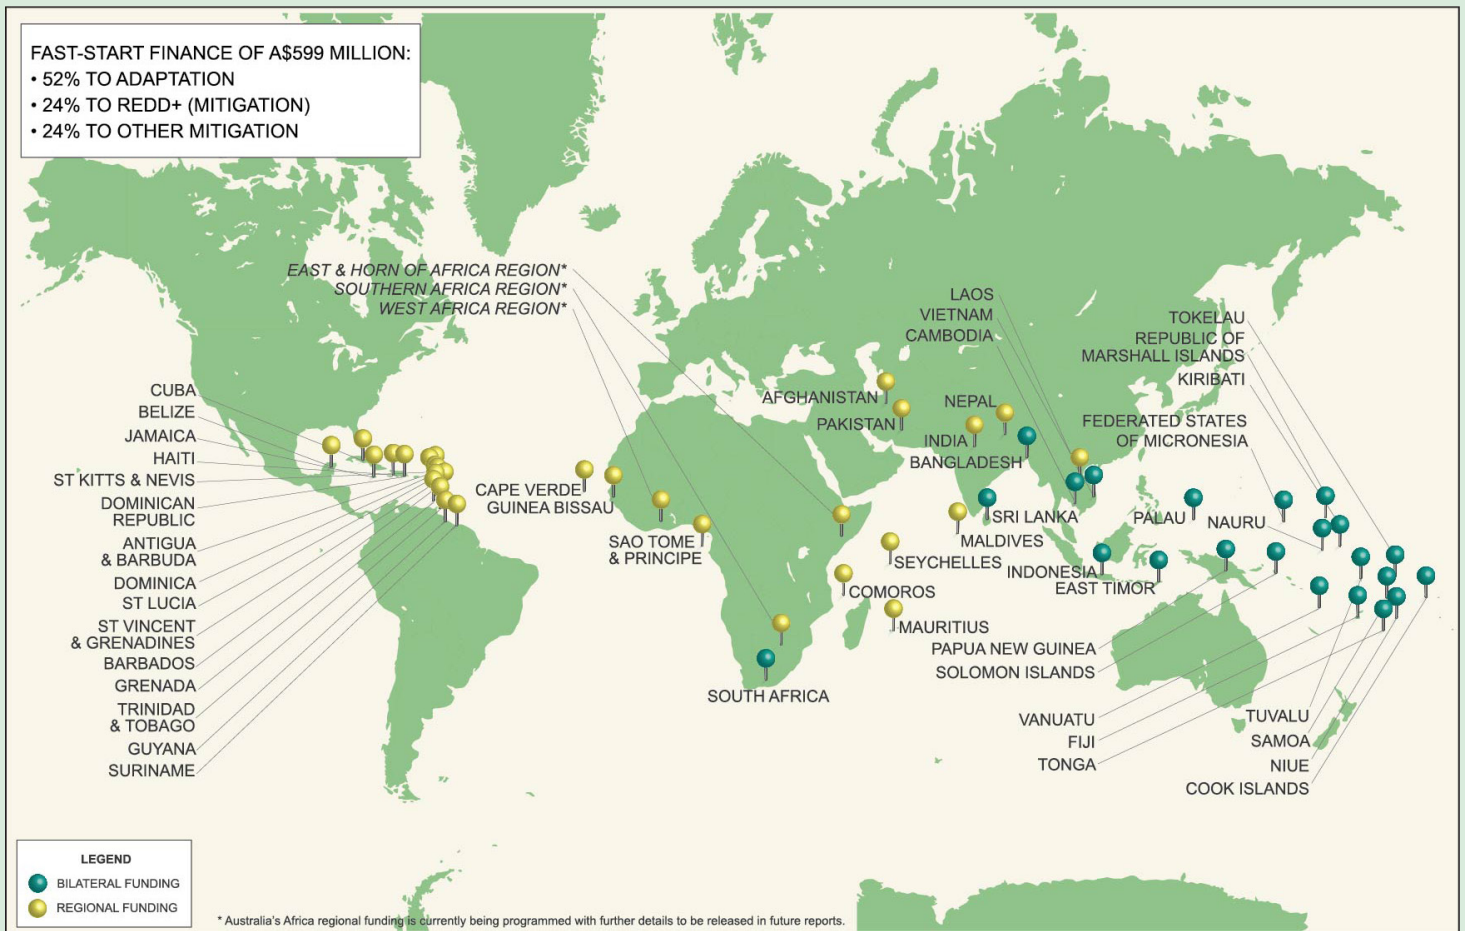 FAST-START FINANCE OF A$599 MILLION:
• 52% TO ADAPTATION
• 24% TO REDD+ (MITIGATION)
• 24% TO OTHER MITIGATION
EAST & HORN OF AFRICA REGION*
SOUTHERN AFRICA REGION*
WEST AFRICA REGION*
CUBA
BELIZE
JAMAICA
HAITI
ST KITTS & NEVIS
DOMINICAN
REPUBLIC
ANTIGUA
& BARBUDA
DOMINICA
ST LUCIA
ST VINCENT
& GRENADINES
BARBADOS
GRENADA
TRINIDAD
& TOBAGO
GUYANA
SURINAME
CAPE VERDE
GUINEA BISSAU
SAO TOME
& PRINCIPE
SOUTH AFRICA
COMOROS
SEYCHELLES
MAURITIUS
MALDIVES
AFGHANISTAN
PAKISTAN
NEPAL
INDIA
BANGLADESH
SRI LANKA
LAOS
VIETNAM
CAMBODIA
INDONESIA
EAST TIMOR
TOKELAU
REPUBLIC OF
MARSHALL ISLANDS
KIRIBATI
FEDERATED STATES
OF MICRONESIA
PALAU
NAURU
PAPUA NEW GUINEA
SOLOMON ISLANDS
VANUATU
FIJI
TONGA
TUVALU
SAMOA
NIUE
COOK ISLANDS
LEGEND
BILATERAL FUNDING
REGIONAL FUNDING
* Australia's Africa regional funding is currently being programmed with further details to be released in future reports.